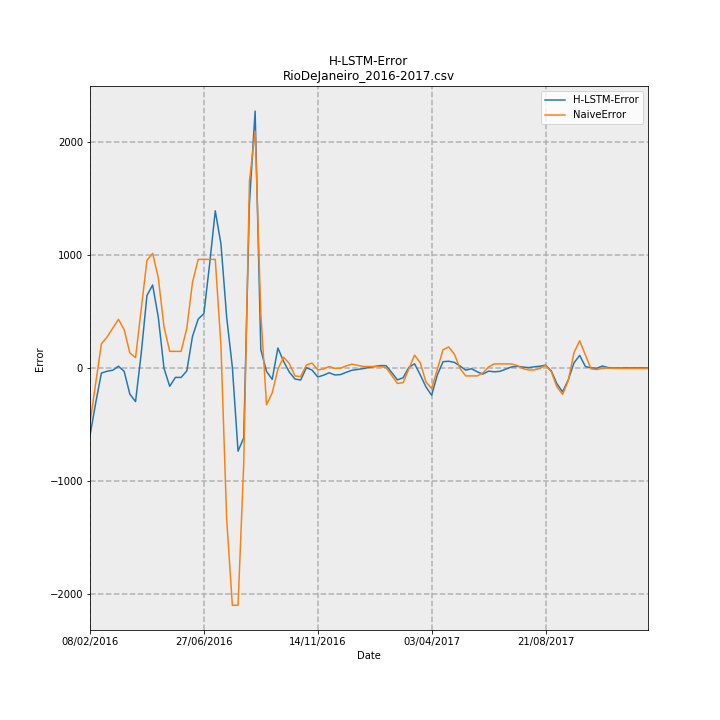 H-LSTM-Error
RioDeJaneiro_2016-2017.csv
H-LSTM-Error
NaiveError
2000
1000
0
−1000
−2000
Error
08/02/2016
27/06/2016
14/11/2016
03/04/2017
21/08/2017
Date